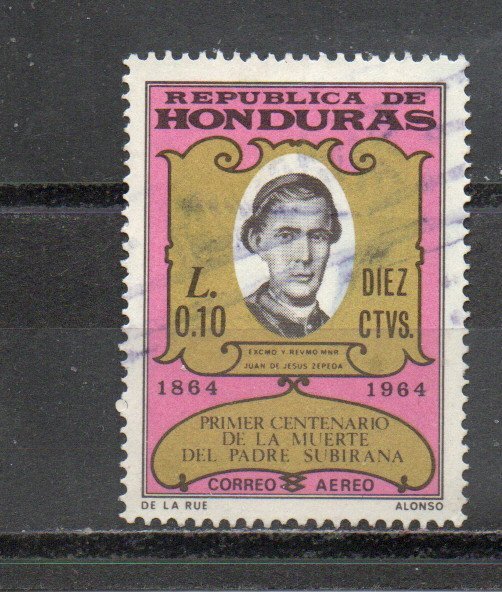 REPUBLICA DE
HONDURAS
L.
0.10
DIEZ
CTVS.
EXCMO Y REVMO MNR
JUAN DE JESUS ZEPEDA
1864 1964
PRIMER CENTENARIO
DE LA MUERTE
DEL PADRE SUBIRANA
CORREO AEREO
DE LA RUE ALONSO